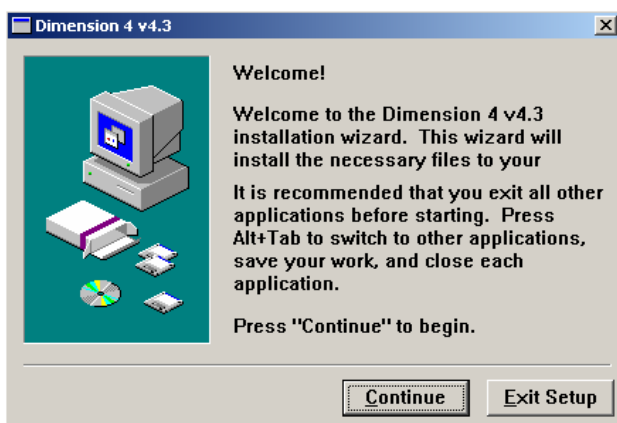 Dimension 4 v4.3
Welcome!
Welcome to the Dimension 4 v4.3
installation wizard.  This wizard will
install the necessary files to your
It is recommended that you exit all other
applications before starting.  Press
Alt+Tab to switch to other applications,
save your work, and close each
application.
Press "Continue" to begin.
Continue
Exit Setup